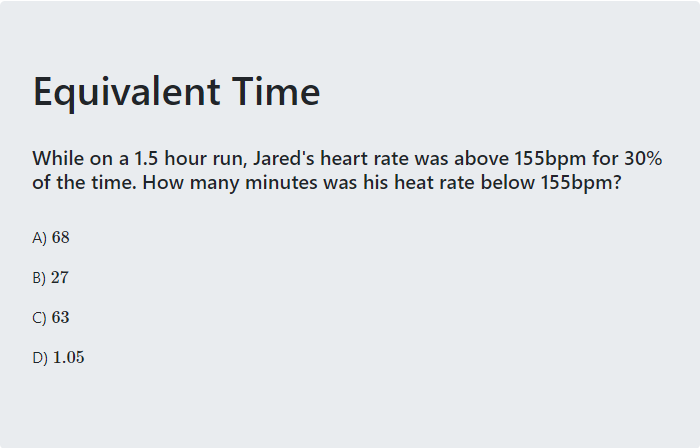 Equivalent Time
While on a 1.5 hour run, Jared's heart rate was above 155bpm for 30%
of the time. How many minutes was his heat rate below 155bpm?
A) 68
B) 27
C) 63
D) 1.05